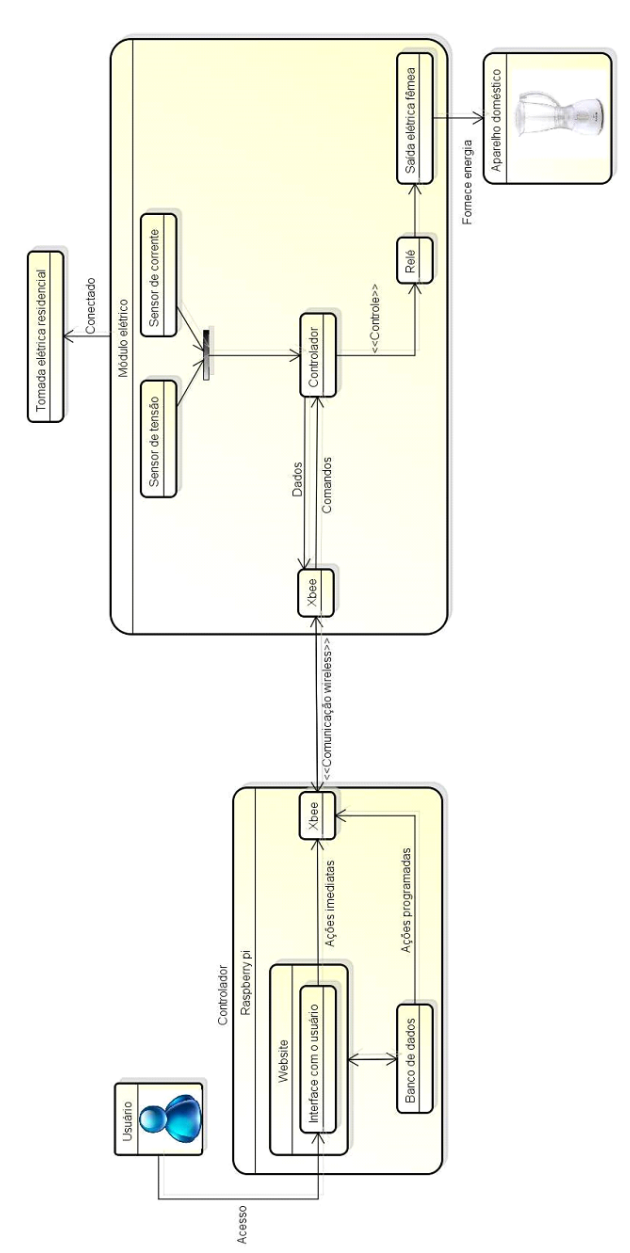 Acesso
Usuário
Controlador
Raspberry pi
Website
Interface com o usuário
Banco de dados
Ações imediatas
Ações programadas
Xbee
<<Comunicação wireless>>
Tomada elétrica residencial
Conectado
Módulo elétrico
Sensor de tensão
Sensor de corrente
Xbee
Dados
Comandos
Controlador
<<Controle>>
Relé
Saída elétrica fêmea
Fornece energia
Aparelho doméstico